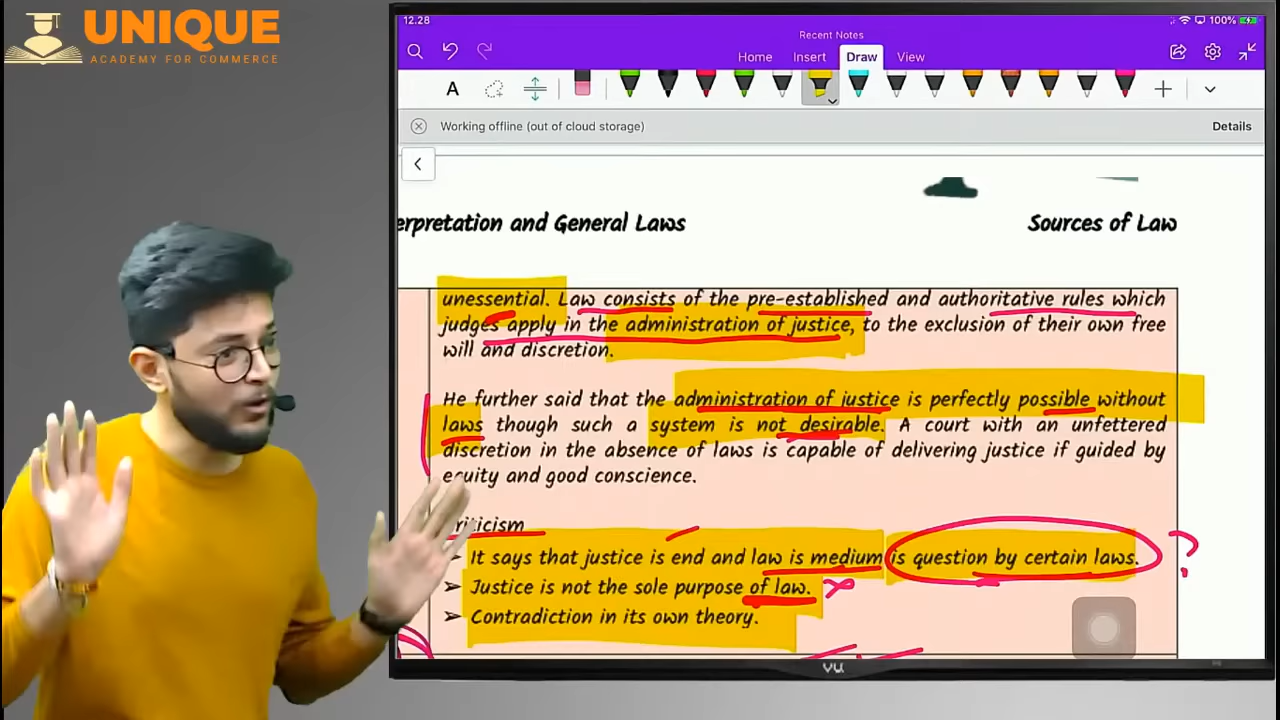 UNIQUE
ACADEMY FOR COMMERCE
12.28
100%
Recent Notes
Home Insert Draw View
A
Working offline (out of cloud storage) Details
erpretation and General Laws Sources of Law
unessential. Law consists of the pre-established and authoritative rules which
judges apply in the administration of justice, to the exclusion of their own free
will and discretion.
He further said that the administration of justice is perfectly possible without
laws though such a system is not desirable. A court with an unfettered
discretion in the absence of laws is capable of delivering justice if guided by
equity and good conscience.
Criticism
➤ It says that justice is end and law is medium is question by certain laws. ?
➤ Justice is not the sole purpose of law. ×
➤ Contradiction in its own theory.
VU